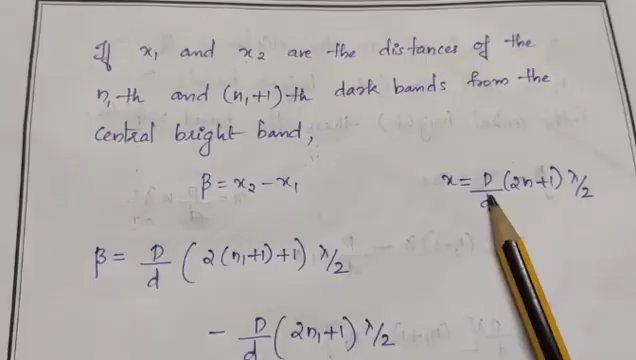 If x₁ and x₂ are the distances of the
n₁-th and (n₁+1)-th dark bands from the
central bright band,
β = x₂ - x₁
x = D/d (2n+1) λ/2
β = D/d (2(n₁+1)+1) λ/2
- D/d (2n₁+1) λ/2